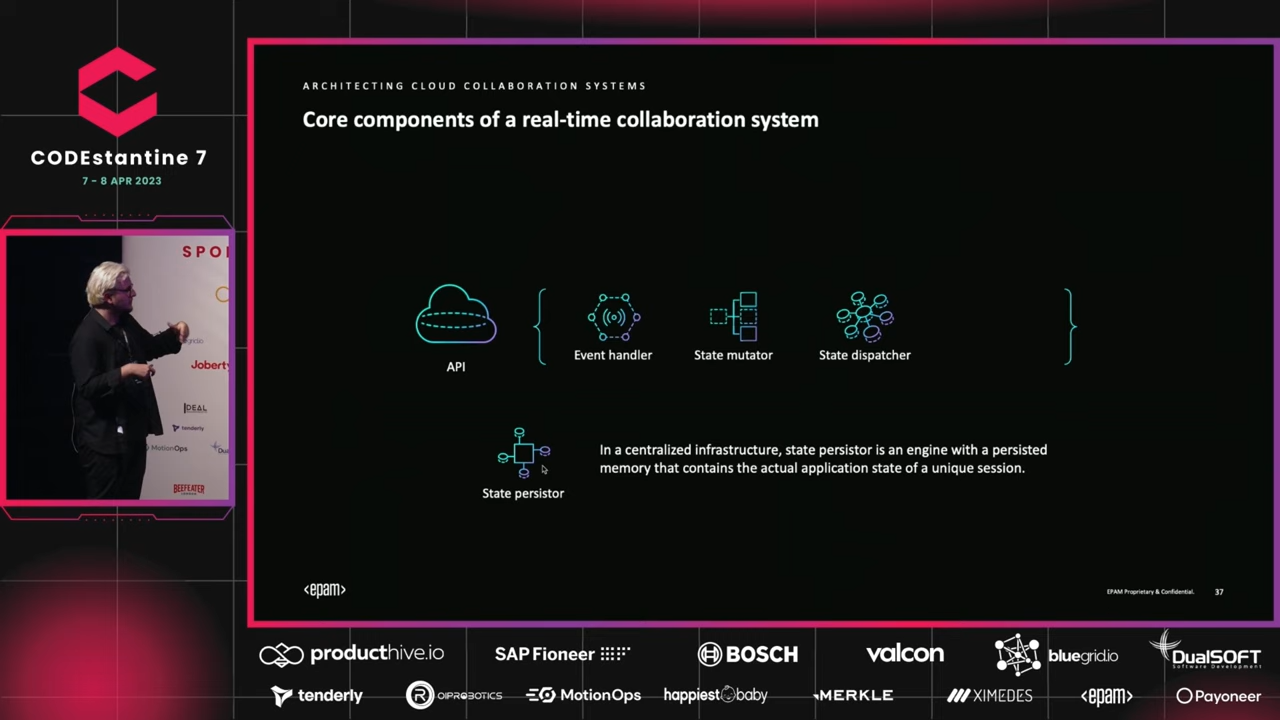 CODEstantine 7
7 - 8 APR 2023
SPO
Joberty
IDEAL
tenderly
MotionOps
BEEFEATER
ARCHITECTING CLOUD COLLABORATION SYSTEMS
Core components of a real-time collaboration system
API
Event handler
State mutator
State dispatcher
State persistor
In a centralized infrastructure, state persistor is an engine with a persisted
memory that contains the actual application state of a unique session.
<epam>
EPAM Proprietary & Confidential.
37
producthive.io
SAP Fioneer
BOSCH
valcon
bluegrid.io
DualSOFT
Software Development
tenderly
OIPROBOTICS
MotionOps
happiest baby
MERKLE
XIMEDES
<epam>
Payoneer